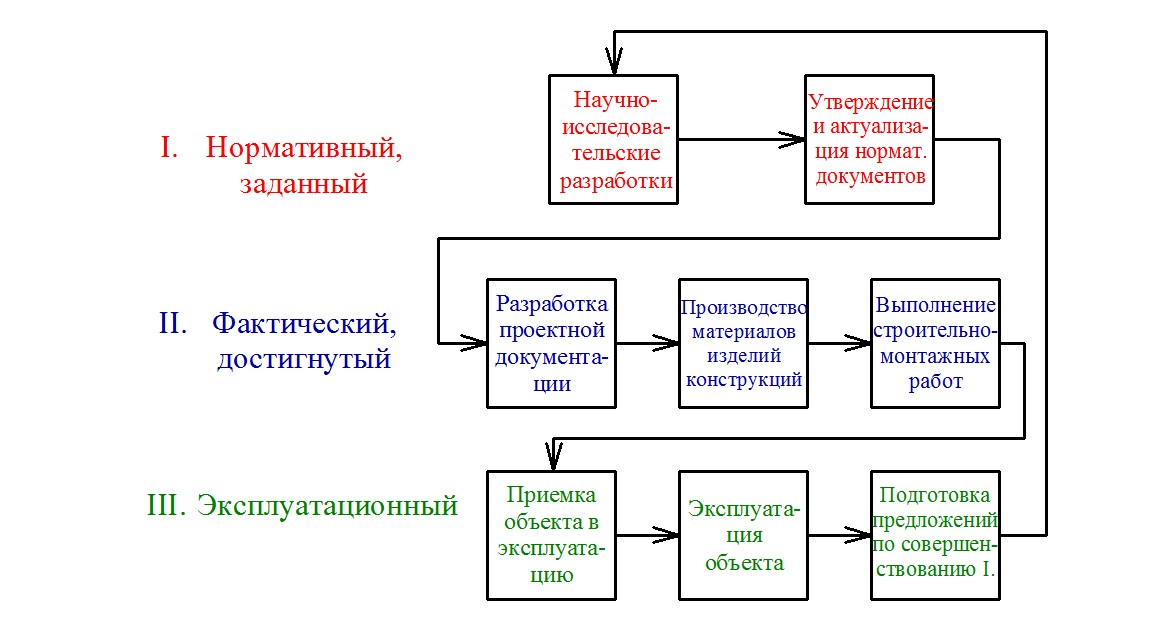 Научно-
исследова-
тельские
разработки
Утверждение
и актуализа-
ция нормат.
документов
I. Нормативный,
заданный
II. Фактический,
достигнутый
Разработка
проектной
документа-
ции
Производство
материалов
изделий
конструкций
Выполнение
строительно-
монтажных
работ
III. Эксплуатационный
Приемка
объекта в
эксплуата-
цию
Эксплуата-
ция
объекта
Подготовка
предложений
по совершен-
ствованию I.